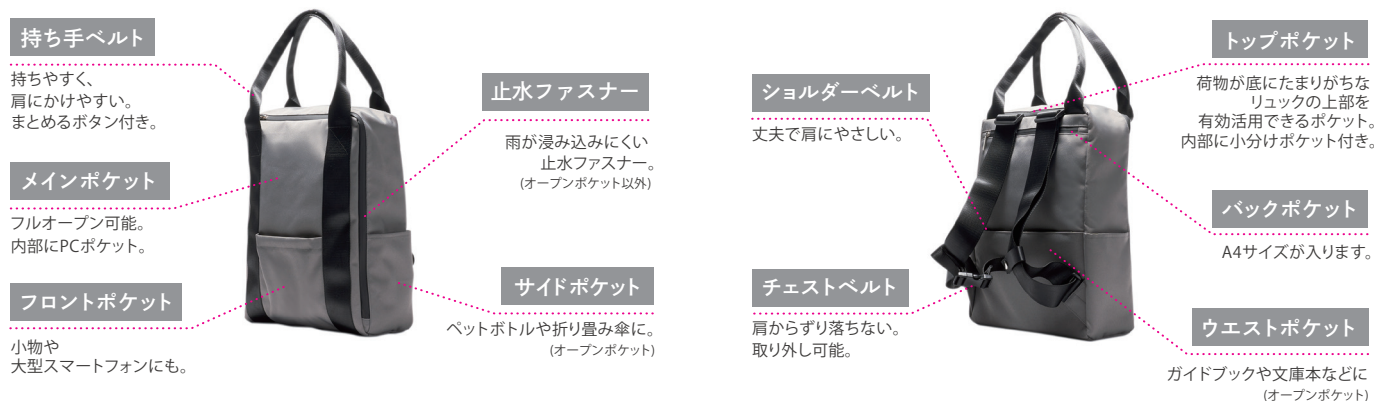 持ち手ベルト
持ちやすく、
肩にかけやすい。
まとめるボタン付き。
メインポケット
フルオープン可能。
内部にPCポケット。
フロントポケット
小物や
大型スマートフォンにも。
止水ファスナー
雨が浸み込みにくい
止水ファスナー。
(オープンポケット以外)
サイドポケット
ペットボトルや折り畳み傘に。
(オープンポケット)
ショルダーベルト
丈夫で肩にやさしい。
チェストベルト
肩からずり落ちない。
取り外し可能。
トップポケット
荷物が底にたまりがちな
リュックの上部を
有効活用できるポケット。
内部に小分けポケット付き。
バックポケット
A4サイズが入ります。
ウエストポケット
ガイドブックや文庫本などに
(オープンポケット)